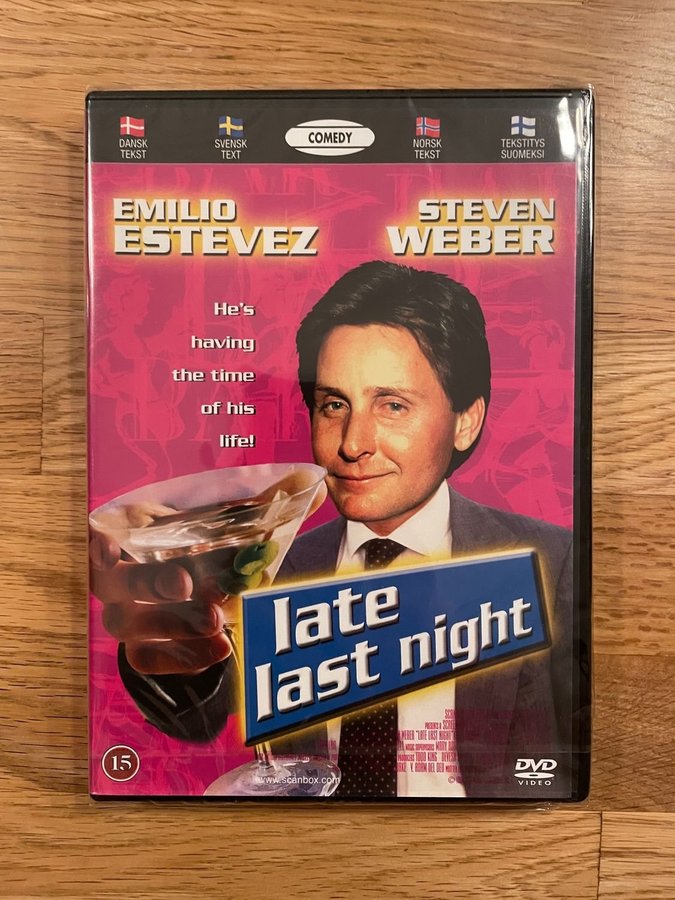 DANSK
TEKST
SVENSK
TEXT
COMEDY
NORSK
TEKST
TEKSTITYS
SUOMEKSI
EMILIO
ESTEVEZ
STEVEN
WEBER
He's
having
the time
of his
life!
late
last night
15
www.scanbox.com
DVD
VIDEO